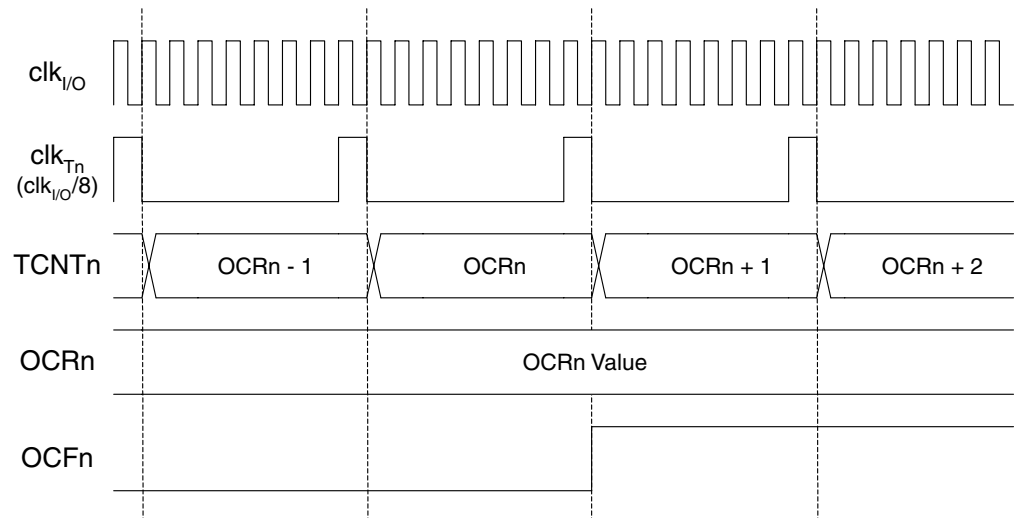 clkI/O
clkTn
(clkI/O/8)
TCNTn
OCRn - 1
OCRn
OCRn + 1
OCRn + 2
OCRn
OCRn Value
OCFn